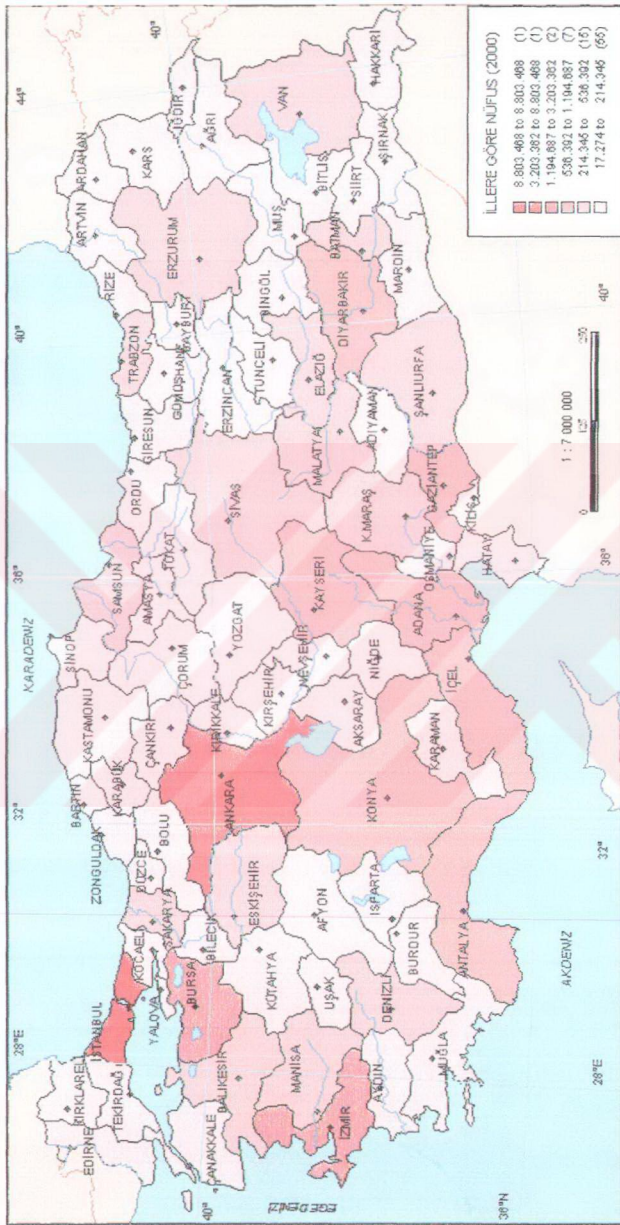 KARADENİZ
28°E
32°
36°
40°
44°
KIRKLARELİ
EDİRNE
TEKİRDAĞ
İSTANBUL
KOCAELİ
YALOVA
SAKARYA
DÜZCE
BOLU
ZONGULDAK
BARTIN
KARABÜK
KASTAMONU
SİNOP
ÇANKIRI
SAMSUN
AMASYA
TOKAT
ORDU
GİRESUN
TRABZON
GÜMÜŞHANE
BAYBURT
RİZE
ARTVİN
ARDAHAN
KARS
IĞDIR
AĞRI
ERZURUM
ERZİNCAN
TUNCELİ
BİNGÖL
MUŞ
BİTLİS
VAN
HAKKARİ
ŞIRNAK
SİİRT
BATMAN
MARDİN
DİYARBAKIR
ELAZIĞ
MALATYA
ADIYAMAN
ŞANLIURFA
GAZİANTEP
KİLİS
K.MARAŞ
OSMANİYE
HATAY
ADANA
İÇEL
KAYSERİ
SİVAS
YOZGAT
ÇORUM
KIRIKKALE
KIRŞEHİR
NEVŞEHİR
NİĞDE
AKSARAY
KARAMAN
KONYA
ANKARA
ESKİŞEHİR
BİLECİK
BURSA
ÇANAKKALE
BALIKESİR
KÜTAHYA
AFYON
UŞAK
MANİSA
İZMİR
AYDIN
DENİZLİ
MUĞLA
BURDUR
ISPARTA
ANTALYA
EGE DENİZİ
AKDENİZ
40°
36°N
28°E
32°
36°
40°
1 : 7 000 000
0 125 250
İLLERE GÖRE NÜFUS (2000)
8.803.468 to 8.803.468 (1)
3.203.362 to 8.803.468 (1)
1.194.687 to 3.203.362 (2)
536.392 to 1.194.687 (7)
214.345 to 536.392 (15)
17.274 to 214.345 (55)